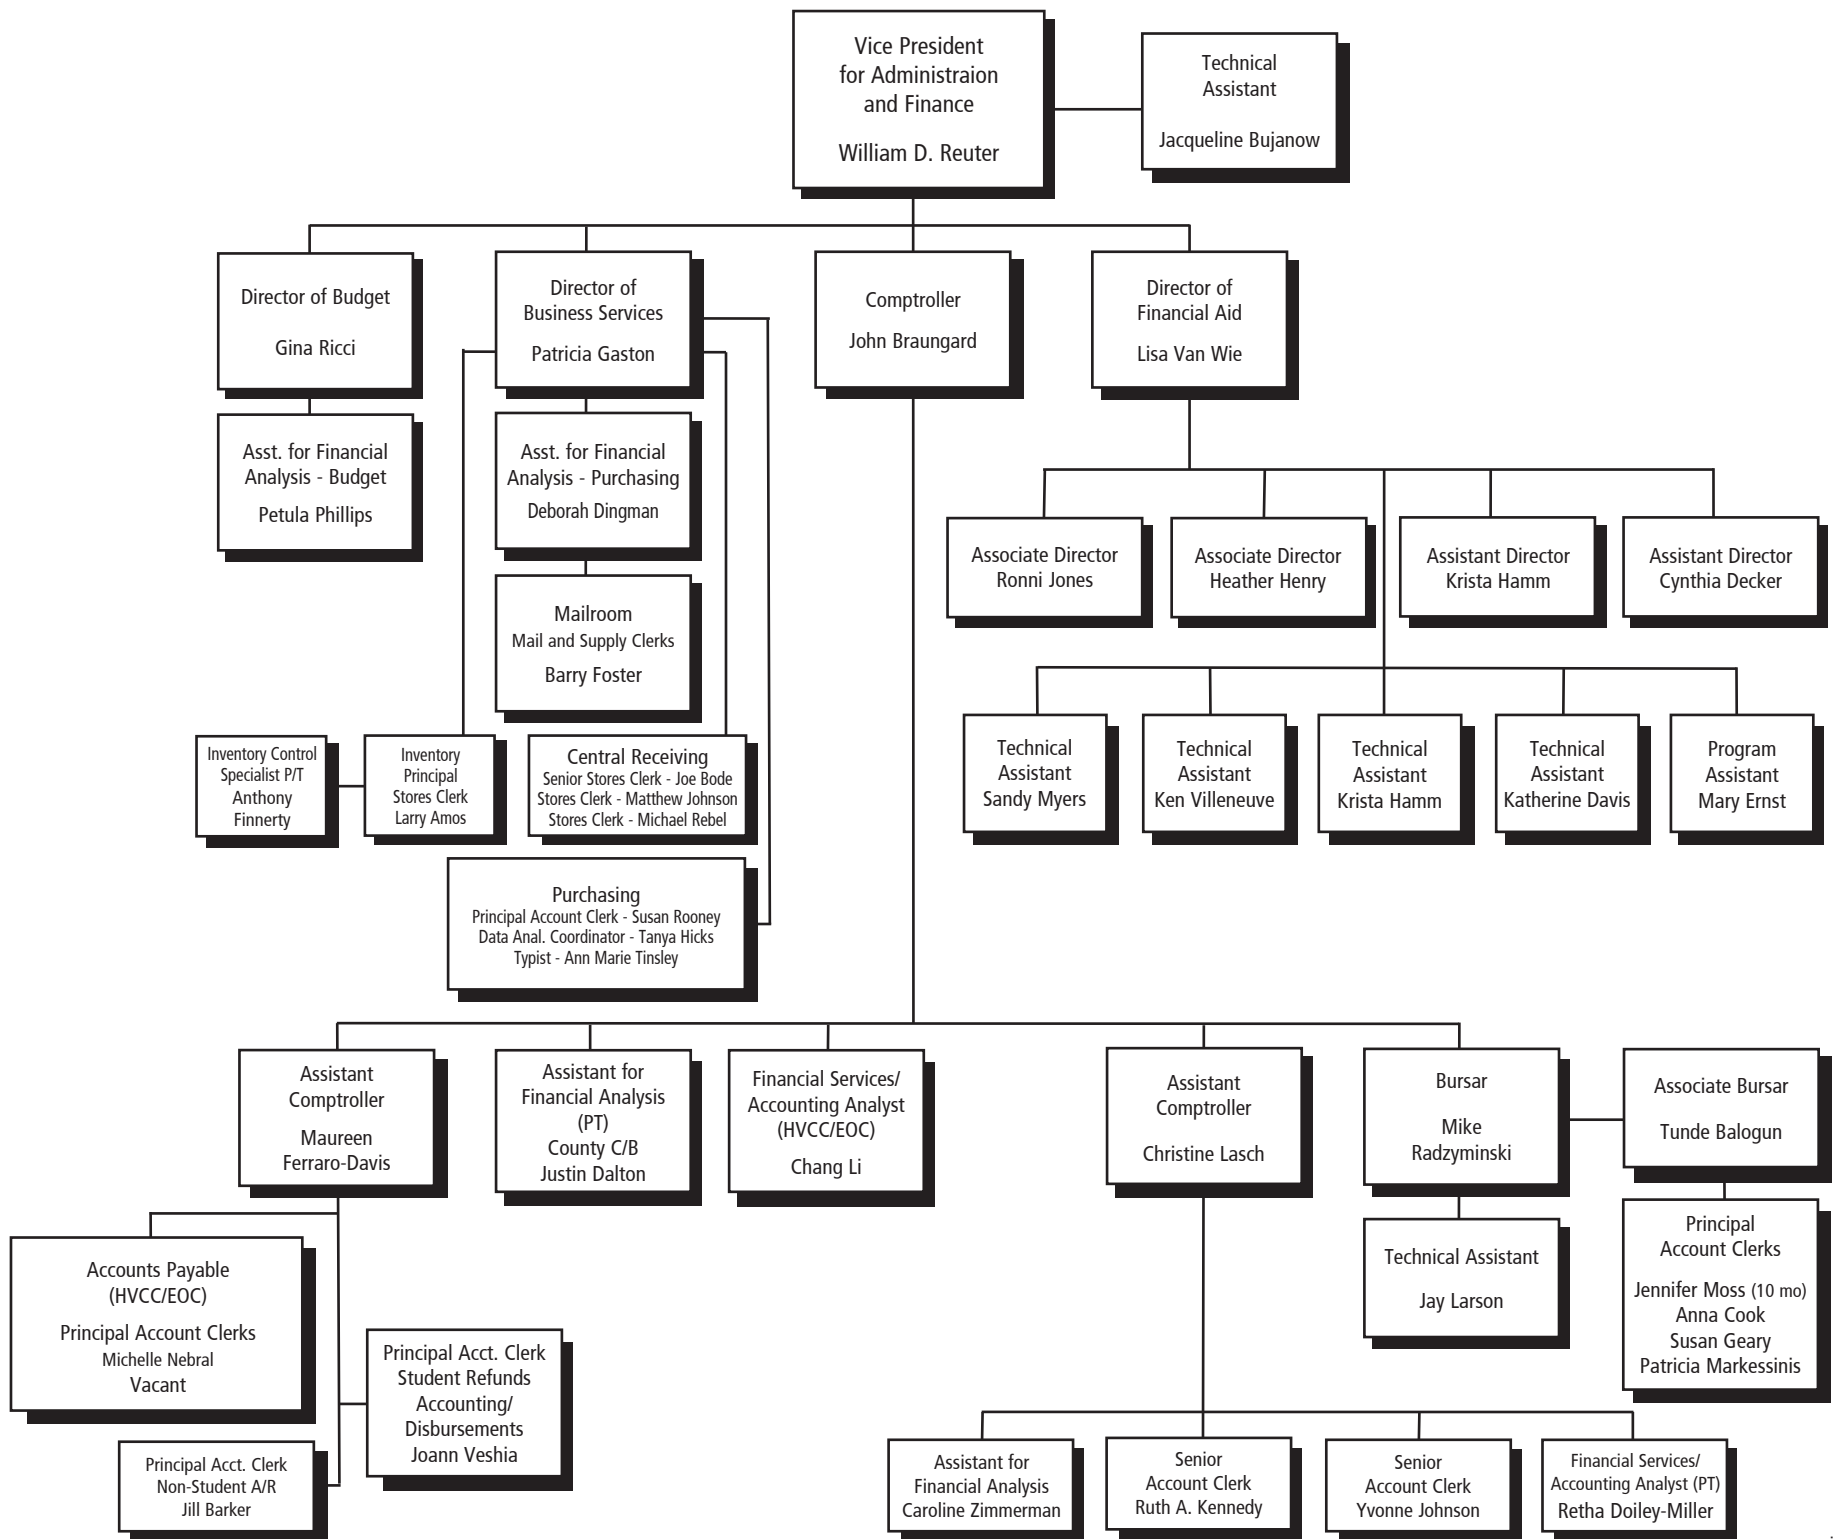 Vice President
for Administraion
and Finance
William D. Reuter
Technical
Assistant
Jacqueline Bujanow
Director of Budget
Gina Ricci
Director of
Business Services
Patricia Gaston
Comptroller
John Braungard
Director of
Financial Aid
Lisa Van Wie
Asst. for Financial
Analysis - Budget
Petula Phillips
Asst. for Financial
Analysis - Purchasing
Deborah Dingman
Mailroom
Mail and Supply Clerks
Barry Foster
Associate Director
Ronni Jones
Associate Director
Heather Henry
Assistant Director
Krista Hamm
Assistant Director
Cynthia Decker
Technical
Assistant
Sandy Myers
Technical
Assistant
Ken Villeneuve
Technical
Assistant
Krista Hamm
Technical
Assistant
Katherine Davis
Program
Assistant
Mary Ernst
Inventory Control
Specialist P/T
Anthony
Finnerty
Inventory
Principal
Stores Clerk
Larry Amos
Central Receiving
Senior Stores Clerk - Joe Bode
Stores Clerk - Matthew Johnson
Stores Clerk - Michael Rebel
Purchasing
Principal Account Clerk - Susan Rooney
Data Anal. Coordinator - Tanya Hicks
Typist - Ann Marie Tinsley
Assistant
Comptroller
Maureen
Ferraro-Davis
Assistant for
Financial Analysis
(PT)
County C/B
Justin Dalton
Financial Services/
Accounting Analyst
(HVCC/EOC)
Chang Li
Assistant
Comptroller
Christine Lasch
Bursar
Mike
Radzyminski
Associate Bursar
Tunde Balogun
Accounts Payable
(HVCC/EOC)
Principal Account Clerks
Michelle Nebral
Vacant
Principal Acct. Clerk
Student Refunds
Accounting/
Disbursements
Joann Veshia
Principal Acct. Clerk
Non-Student A/R
Jill Barker
Technical Assistant
Jay Larson
Principal
Account Clerks
Jennifer Moss (10 mo)
Anna Cook
Susan Geary
Patricia Markessinis
Assistant for
Financial Analysis
Caroline Zimmerman
Senior
Account Clerk
Ruth A. Kennedy
Senior
Account Clerk
Yvonne Johnson
Financial Services/
Accounting Analyst (PT)
Retha Doiley-Miller